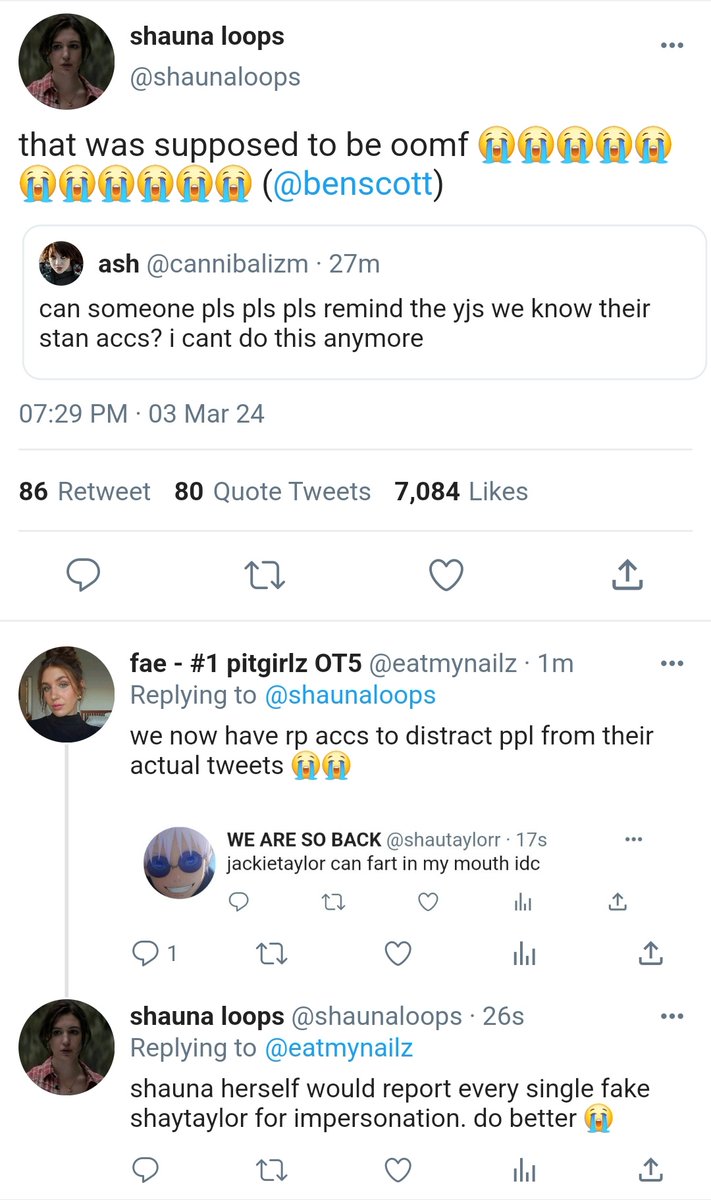 shauna loops
@shaunaloops
that was supposed to be oomf 😭😭😭😭😭
😭😭😭😭😭😭 (@benscott)
ash @cannibalizm · 27m
can someone pls pls pls remind the yjs we know their
stan accs? i cant do this anymore
07:29 PM · 03 Mar 24
86 Retweet 80 Quote Tweets 7,084 Likes
fae - #1 pitgirlz OT5 @eatmynailz · 1m
Replying to @shaunaloops
we now have rp accs to distract ppl from their
actual tweets 😭😭
WE ARE SO BACK @shautaylorr · 17s
jackietaylor can fart in my mouth idc
1
shauna loops @shaunaloops · 26s
Replying to @eatmynailz
shauna herself would report every single fake
shaytaylor for impersonation. do better 😭